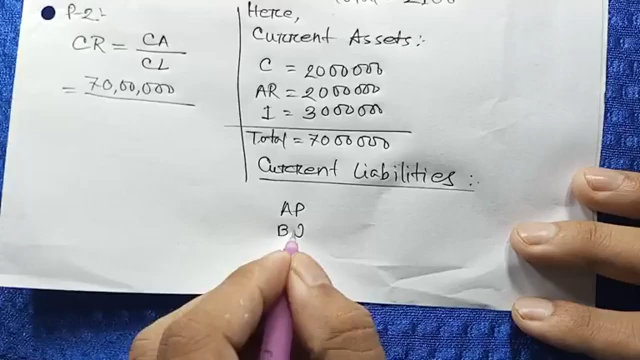 P-2:-
CR = CA
CL
= 70,00,000
Here,
Current Assets:
C = 2000000
AR = 2000000
I = 3000000
Total = 7000000
Current Liabilities:
AP